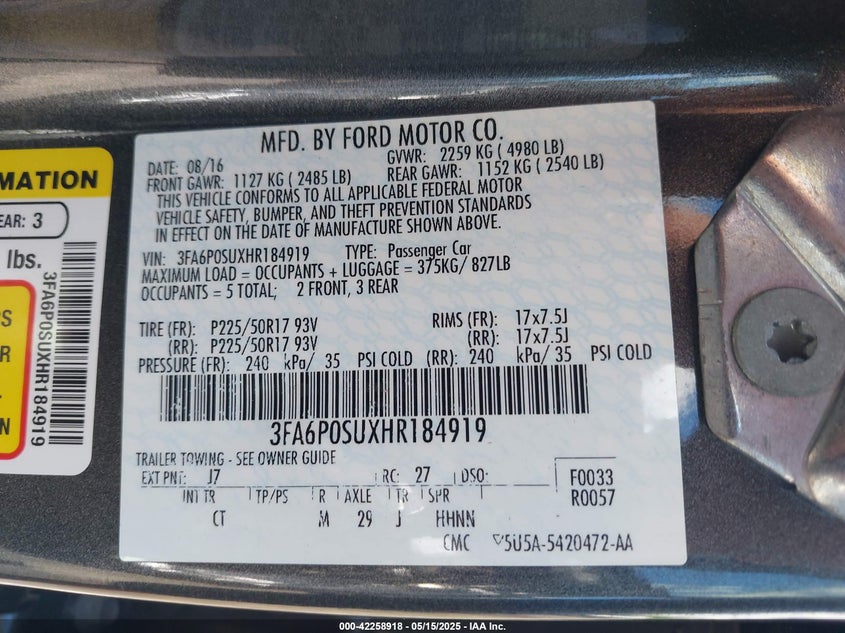 MFD. BY FORD MOTOR CO.
DATE: 08/16 GVWR: 2259 KG ( 4980 LB)
FRONT GAWR: 1127 KG ( 2485 LB) REAR GAWR: 1152 KG ( 2540 LB)
THIS VEHICLE CONFORMS TO ALL APPLICABLE FEDERAL MOTOR
VEHICLE SAFETY, BUMPER, AND THEFT PREVENTION STANDARDS
IN EFFECT ON THE DATE OF MANUFACTURE SHOWN ABOVE.
VIN: 3FA6P0SUXHR184919 TYPE: Passenger Car
MAXIMUM LOAD = OCCUPANTS + LUGGAGE = 375KG/ 827LB
OCCUPANTS = 5 TOTAL; 2 FRONT, 3 REAR
TIRE (FR): P225/50R17 93V RIMS (FR): 17x7.5J
(RR): P225/50R17 93V (RR): 17x7.5J
PRESSURE (FR): 240 kPa/ 35 PSI COLD (RR): 240 kPa/ 35 PSI COLD
3FA6P0SUXHR184919
TRAILER TOWING - SEE OWNER GUIDE
EXT PNT: J7 RC: 27 DSO: F0033
INT TR TP/PS R AXLE TR SPR R0057
CT M 29 J HHNN
CMC 5U5A-5420472-AA
MATION
EAR: 3
lbs.
3FA6P0SUXHR184919
S
R
L.
N
000-42258918 - 05/15/2025 - IAA Inc.